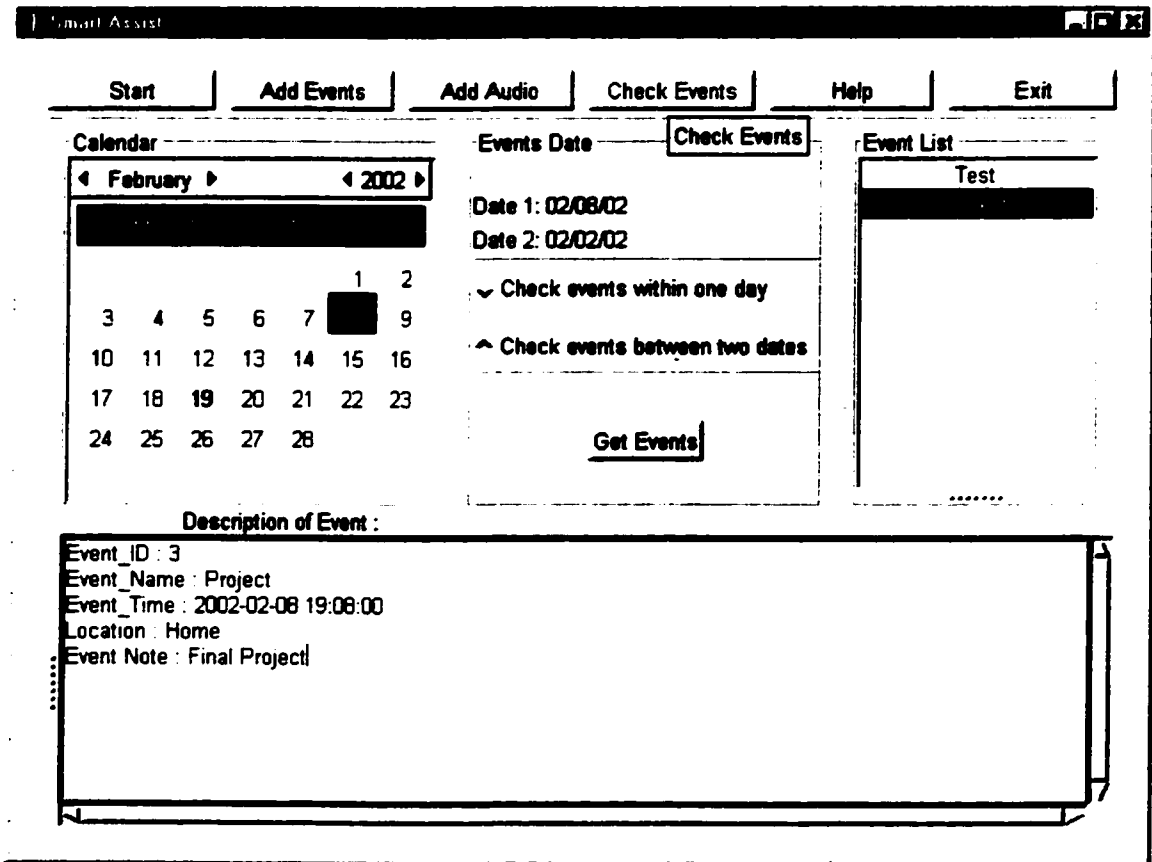 Smart Assist
Start Add Events Add Audio Check Events Help Exit
Calendar
February 2002
1 2
3 4 5 6 7 9
10 11 12 13 14 15 16
17 18 19 20 21 22 23
24 25 26 27 28
Events Date
Check Events
Date 1: 02/08/02
Date 2: 02/02/02
Check events within one day
Check events between two dates
Get Events
Event List
Test
Description of Event :
Event_ID : 3
Event_Name : Project
Event_Time : 2002-02-08 19:08:00
Location : Home
Event Note : Final Project